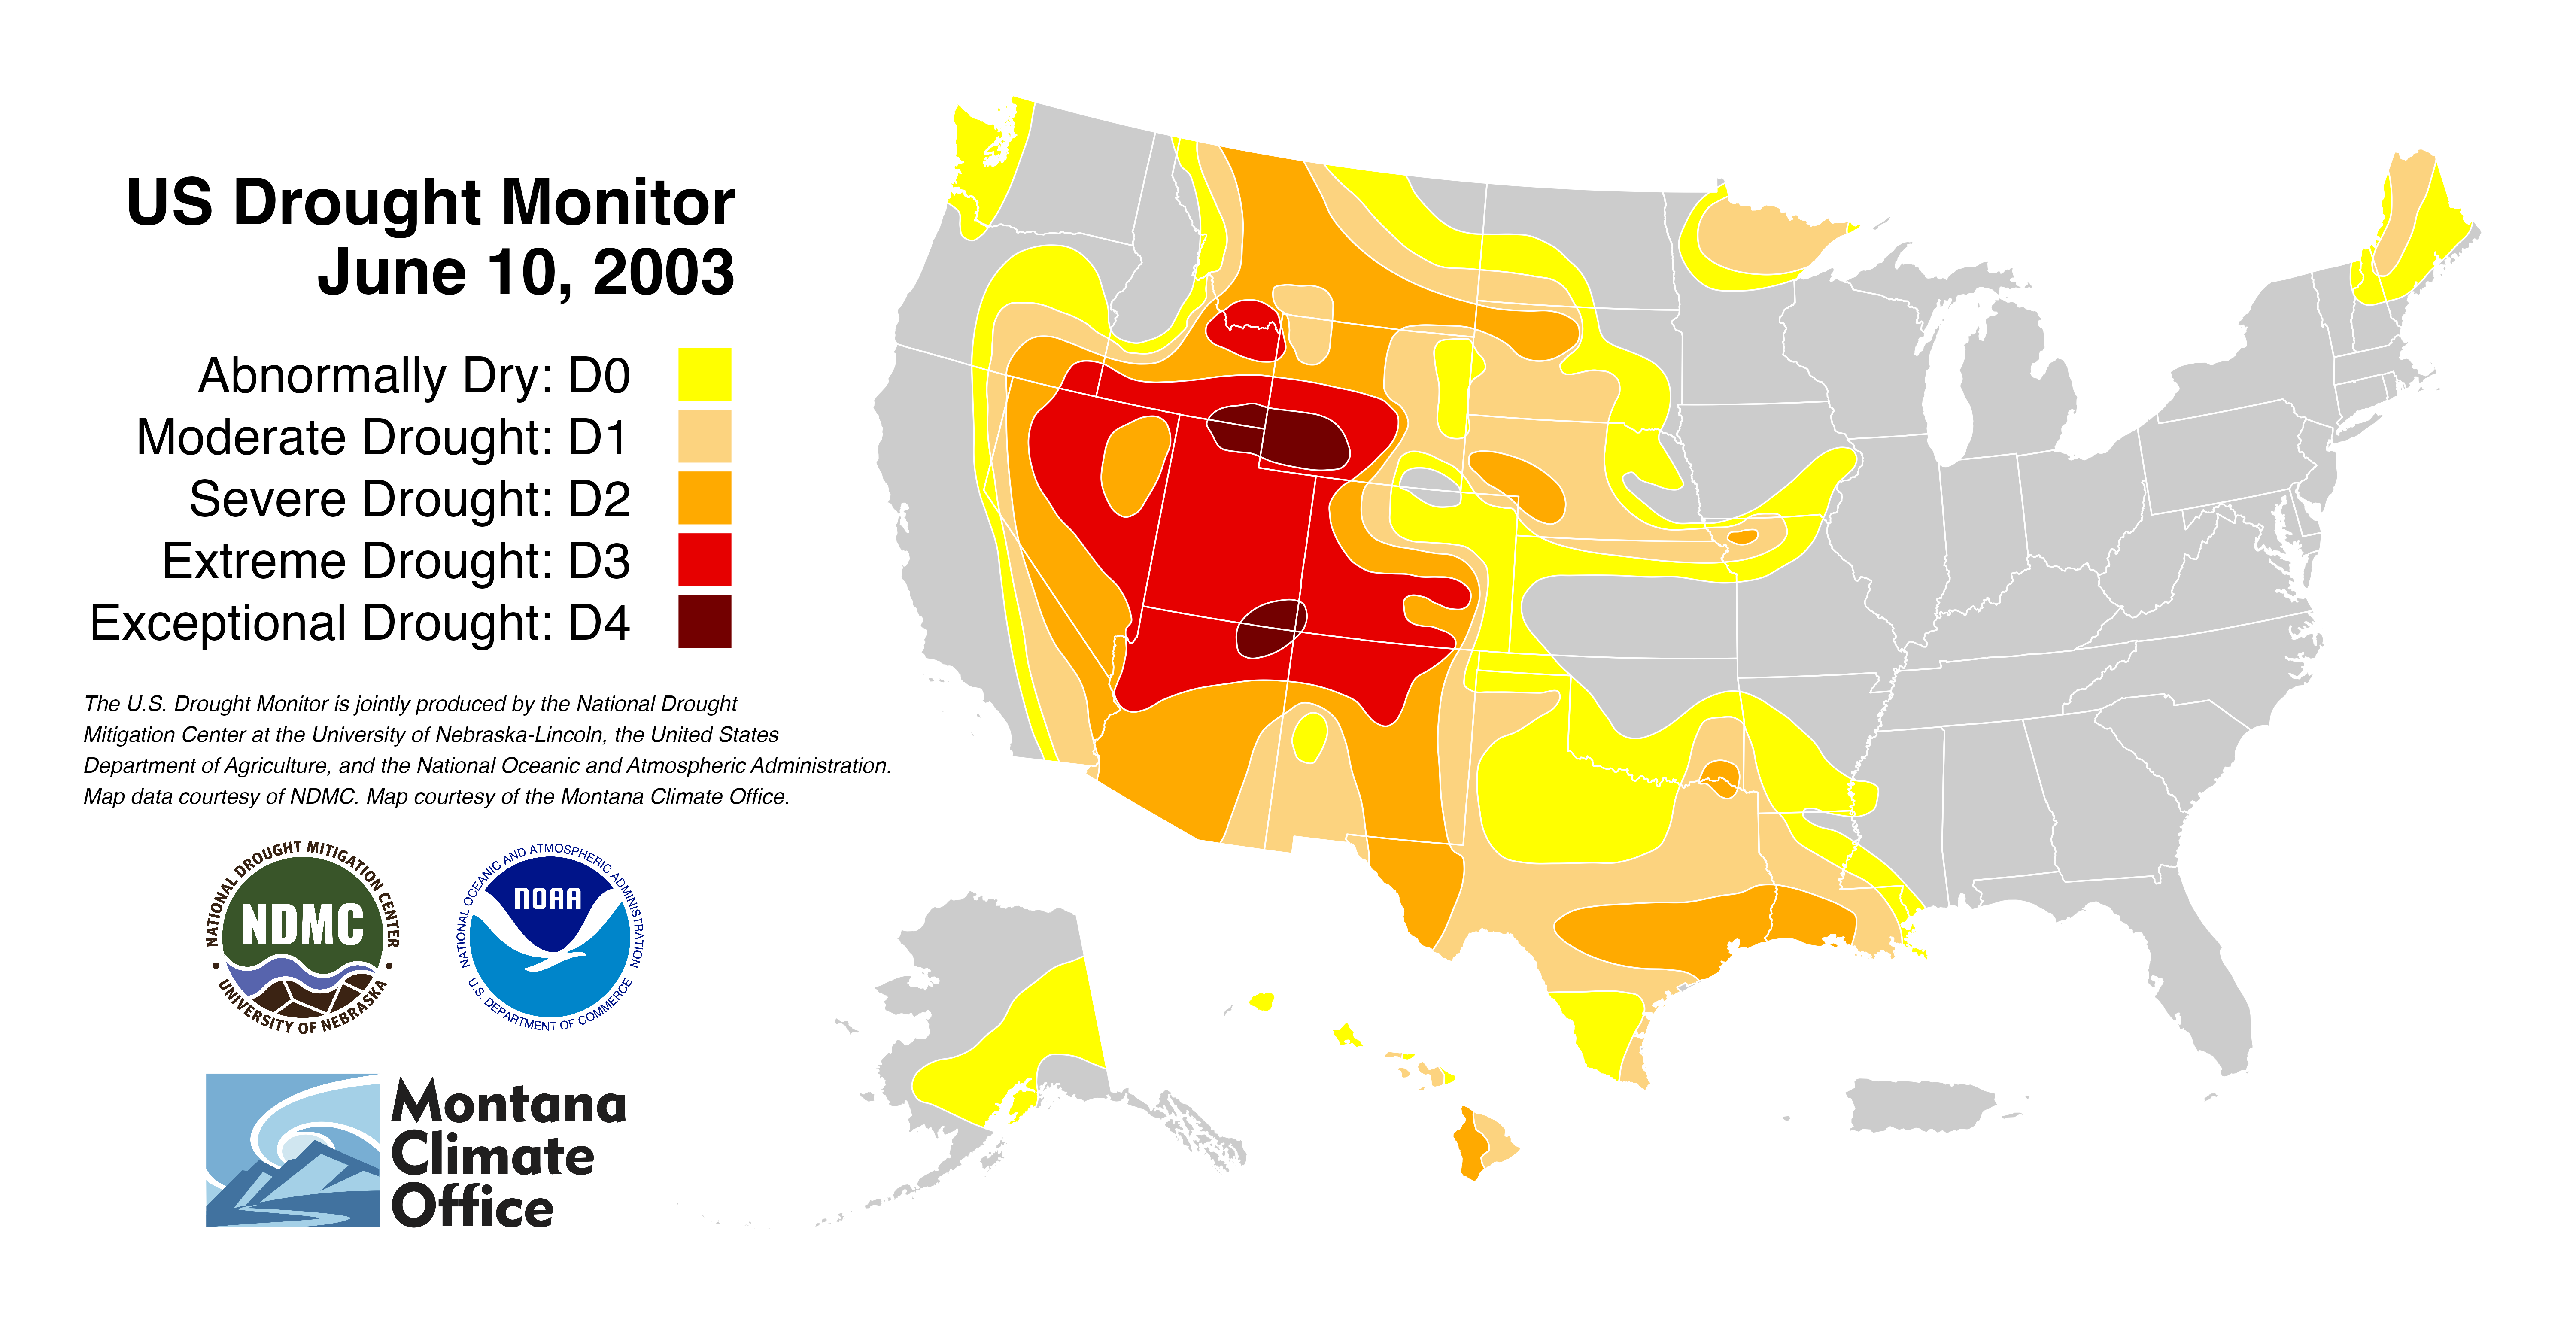 US Drought Monitor
June 10, 2003
Abnormally Dry: D0
Moderate Drought: D1
Severe Drought: D2
Extreme Drought: D3
Exceptional Drought: D4
The U.S. Drought Monitor is jointly produced by the National Drought
Mitigation Center at the University of Nebraska-Lincoln, the United States
Department of Agriculture, and the National Oceanic and Atmospheric Administration.
Map data courtesy of NDMC. Map courtesy of the Montana Climate Office.
NATIONAL DROUGHT MITIGATION CENTER
NDMC
• UNIVERSITY OF NEBRASKA •
NATIONAL OCEANIC AND ATMOSPHERIC ADMINISTRATION
NOAA
U.S. DEPARTMENT OF COMMERCE
Montana
Climate
Office